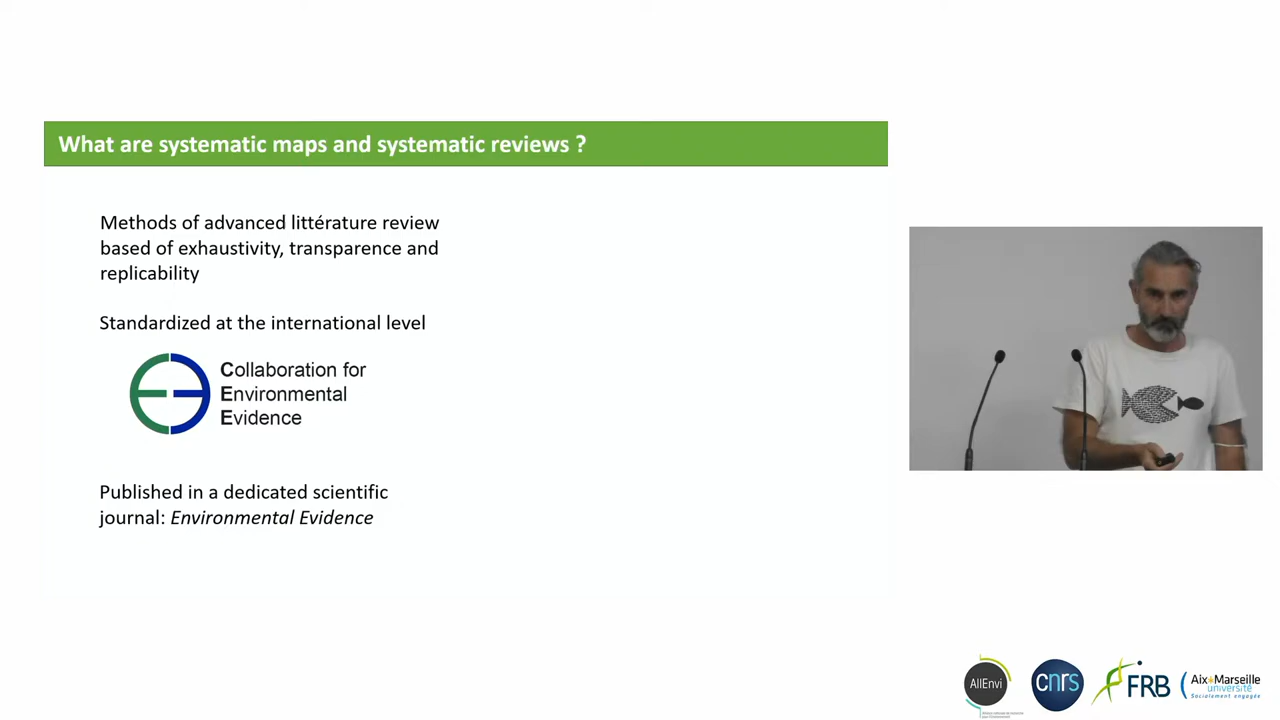 What are systematic maps and systematic reviews ?
Methods of advanced littérature review
based of exhaustivity, transparence and
replicability
Standardized at the international level
Collaboration for
Environmental
Evidence
Published in a dedicated scientific
journal: Environmental Evidence
AllEnvi
cnrs
FRB
Aix*Marseille
université
Socialement engagée